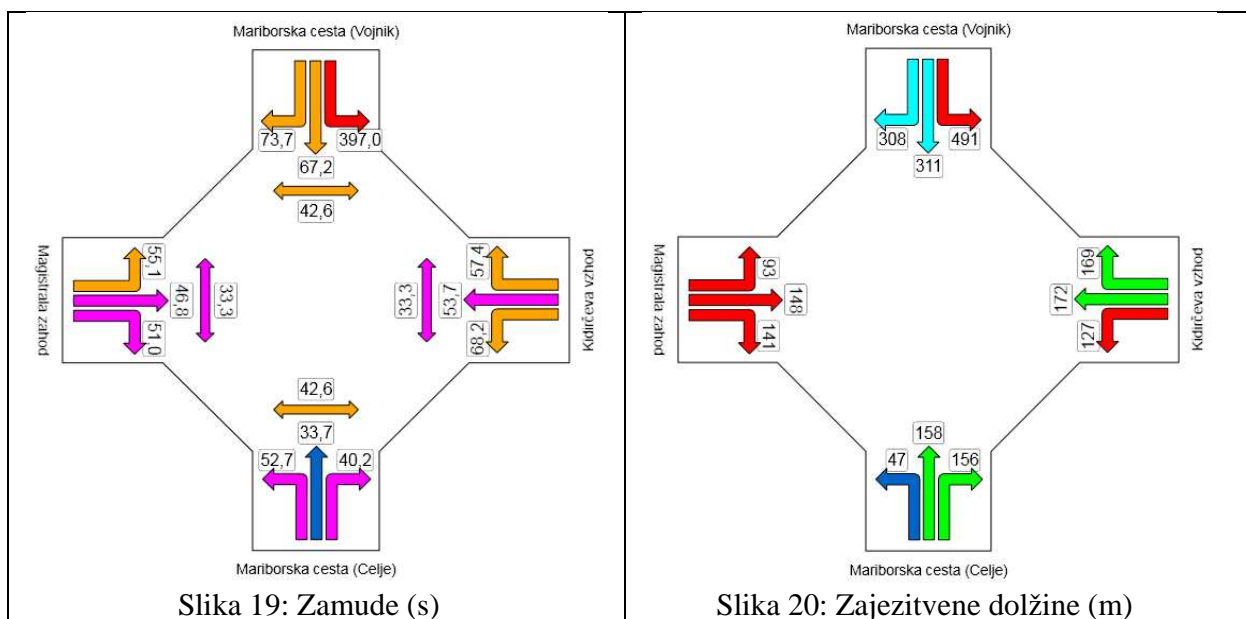 Mariborska cesta (Vojnik)
73,7
397,0
67,2
42,6
Magistrala zahod
55,1
46,8
51,0
33,3
33,3
57,4
53,7
68,2
Kidričeva vzhod
42,6
33,7
52,7
40,2
Mariborska cesta (Celje)
Slika 19: Zamude (s)
Mariborska cesta (Vojnik)
308
491
311
Magistrala zahod
93
148
141
169
172
127
Kidričeva vzhod
158
47
156
Mariborska cesta (Celje)
Slika 20: Zajezitvene dolžine (m)